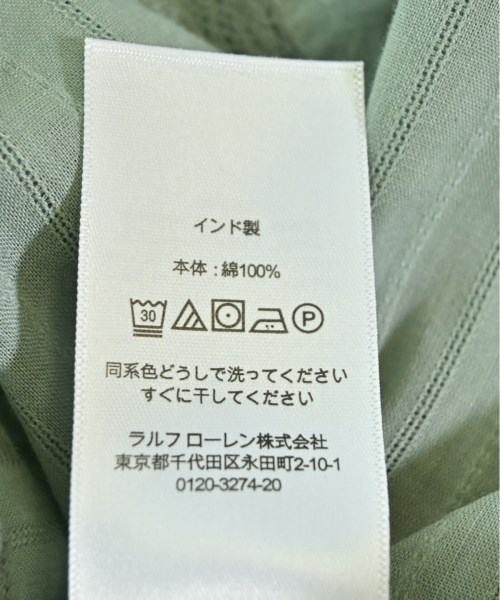 インド製
本体 : 綿100%
30 P
同系色どうしで洗ってください
すぐに干してください
ラルフ ローレン株式会社
東京都千代田区永田町2-10-1
0120-3274-20